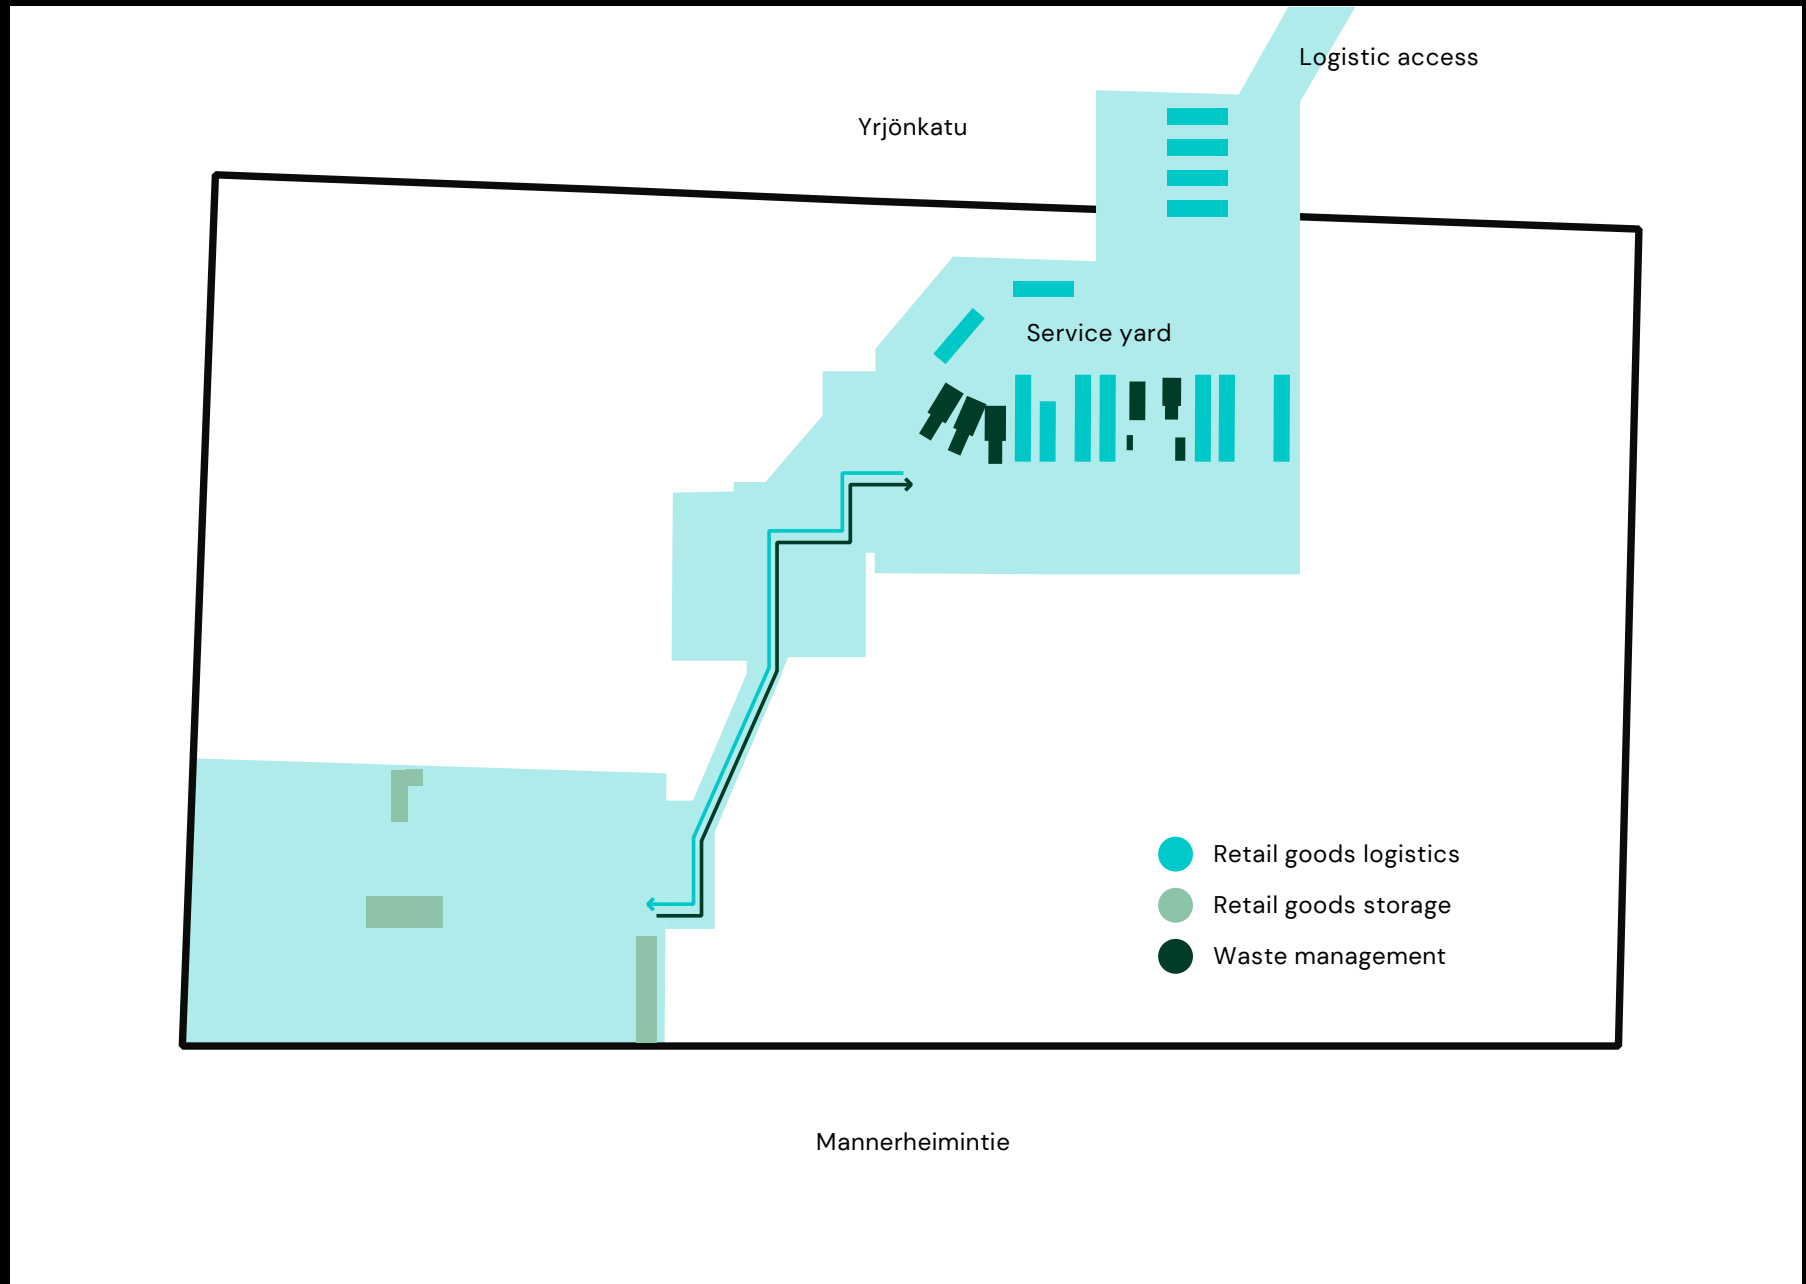 Logistic access
Yrjönkatu
Service yard
Retail goods logistics
Retail goods storage
Waste management
Mannerheimintie